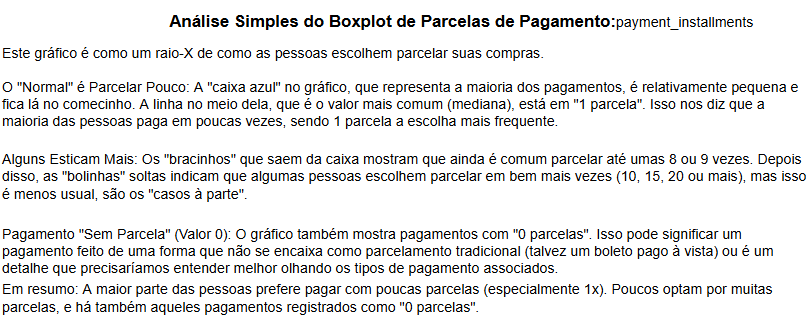 Análise Simples do Boxplot de Parcelas de Pagamento:payment_installments
Este gráfico é como um raio-X de como as pessoas escolhem parcelar suas compras.
O "Normal" é Parcelar Pouco: A "caixa azul" no gráfico, que representa a maioria dos pagamentos, é relativamente pequena e
fica lá no comecinho. A linha no meio dela, que é o valor mais comum (mediana), está em "1 parcela". Isso nos diz que a
maioria das pessoas paga em poucas vezes, sendo 1 parcela a escolha mais frequente.
Alguns Esticam Mais: Os "bracinhos" que saem da caixa mostram que ainda é comum parcelar até umas 8 ou 9 vezes. Depois
disso, as "bolinhas" soltas indicam que algumas pessoas escolhem parcelar em bem mais vezes (10, 15, 20 ou mais), mas isso
é menos usual, são os "casos à parte".
Pagamento "Sem Parcela" (Valor 0): O gráfico também mostra pagamentos com "0 parcelas". Isso pode significar um
pagamento feito de uma forma que não se encaixa como parcelamento tradicional (talvez um boleto pago à vista) ou é um
detalhe que precisaríamos entender melhor olhando os tipos de pagamento associados.
Em resumo: A maior parte das pessoas prefere pagar com poucas parcelas (especialmente 1x). Poucos optam por muitas
parcelas, e há também aqueles pagamentos registrados como "0 parcelas".